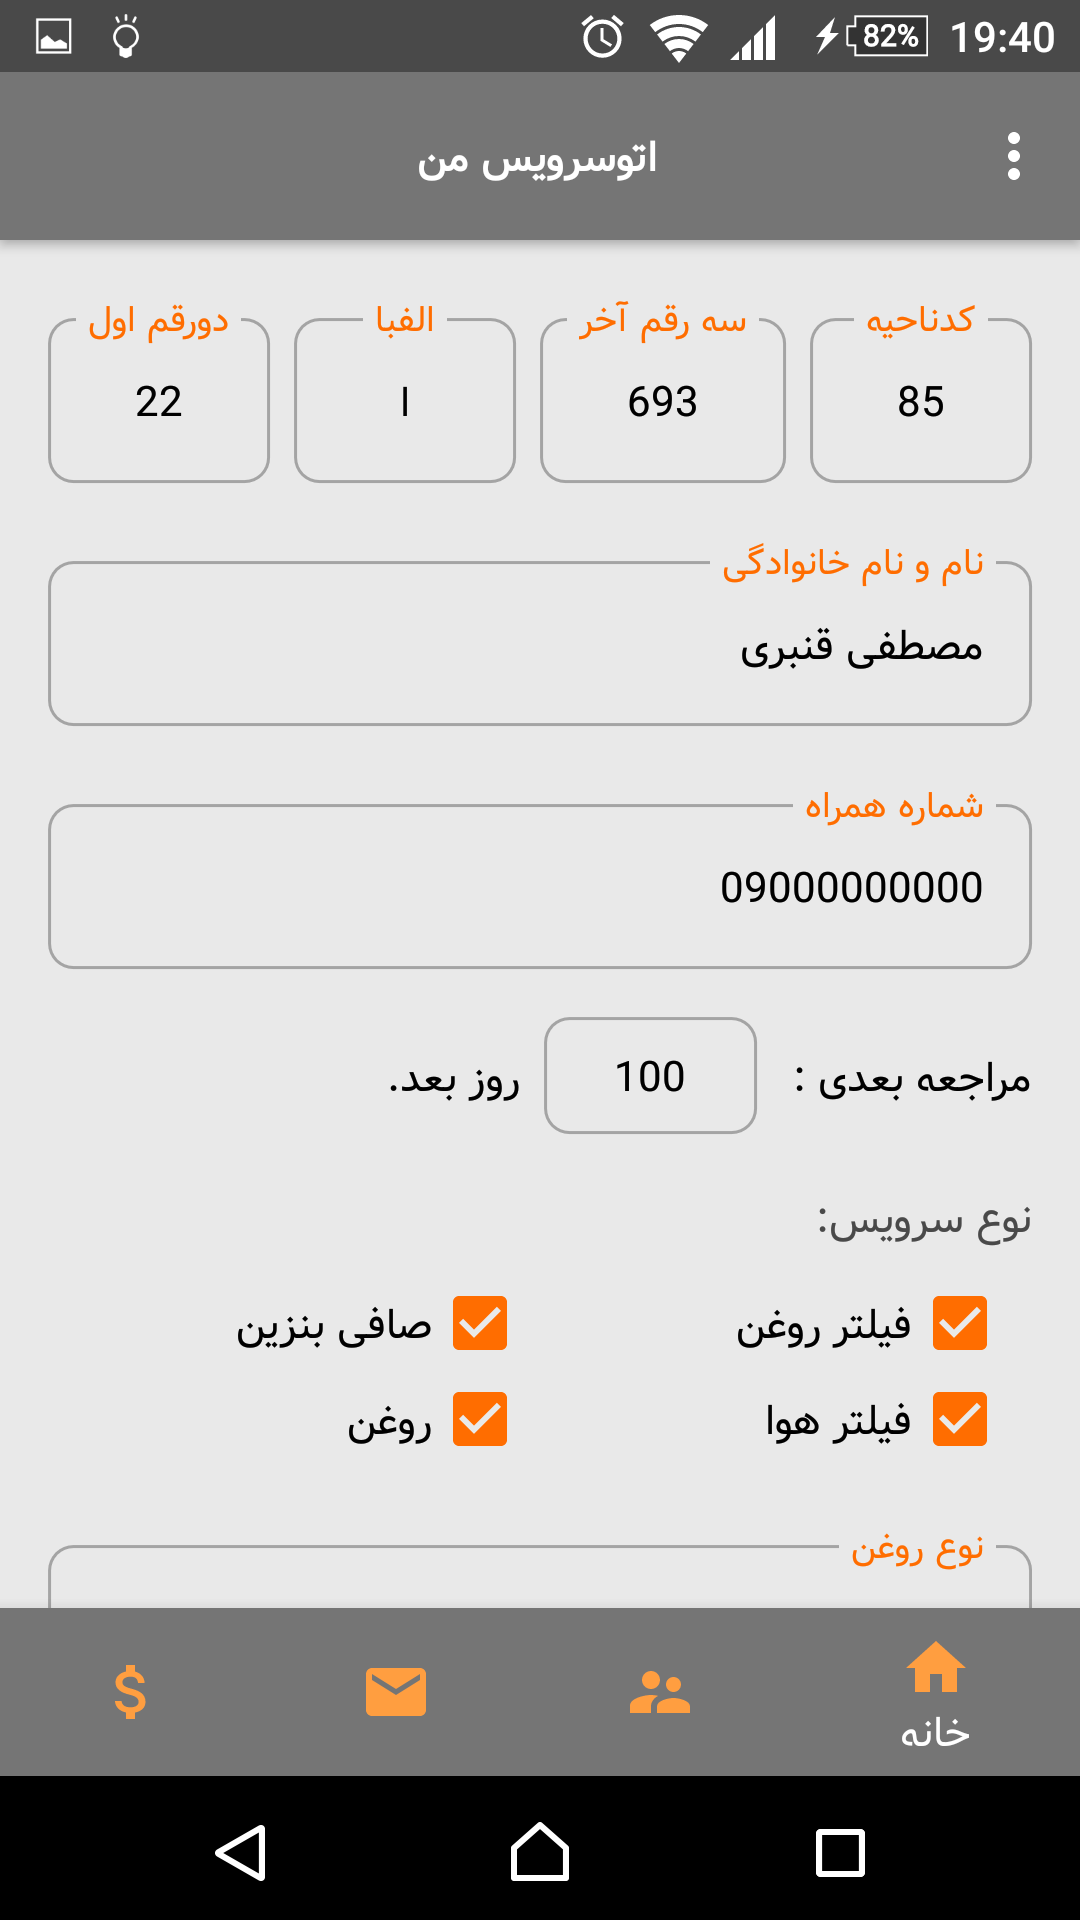 82% 19:40
اتوسرویس من
کدناحیه سه رقم آخر الفبا دورقم اول
85 693 ا 22
نام و نام خانوادگی
مصطفی قنبری
شماره همراه
09000000000
مراجعه بعدی : 100 روز بعد.
نوع سرویس:
فیلتر روغن صافی بنزین
فیلتر هوا روغن
نوع روغن
خانه